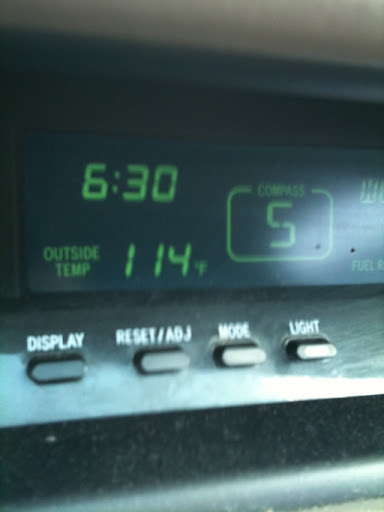 6:30
COMPASS
S
OUTSIDE
TEMP
114°F
FUEL
DISPLAY
RESET/ADJ
MODE
LIGHT